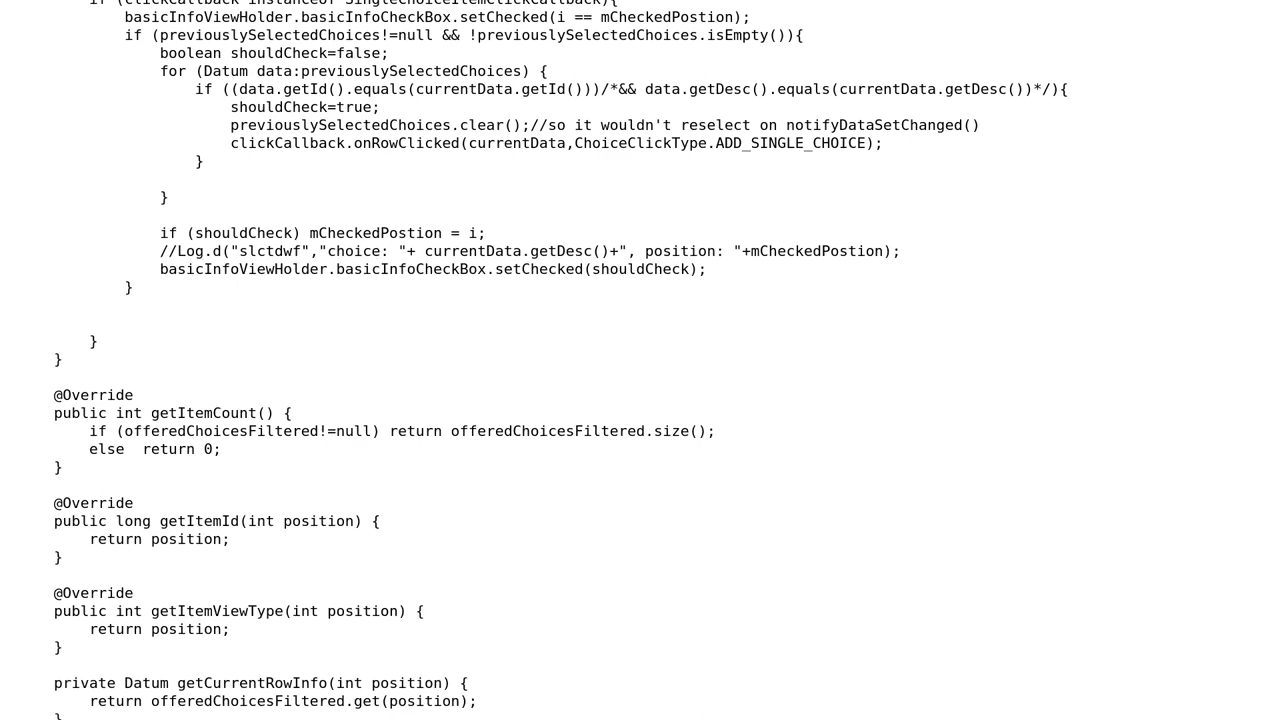 if (clickCallback instanceof SingleChoiceItemClickCallback){
basicInfoViewHolder.basicInfoCheckBox.setChecked(i == mCheckedPostion);
if (previouslySelectedChoices!=null && !previouslySelectedChoices.isEmpty()){
boolean shouldCheck=false;
for (Datum data:previouslySelectedChoices) {
if ((data.getId().equals(currentData.getId()))/*&& data.getDesc().equals(currentData.getDesc())*/){
shouldCheck=true;
previouslySelectedChoices.clear();//so it wouldn't reselect on notifyDataSetChanged()
clickCallback.onRowClicked(currentData,ChoiceClickType.ADD_SINGLE_CHOICE);
}
}
if (shouldCheck) mCheckedPostion = i;
//Log.d("slctdwf","choice: "+ currentData.getDesc()+", position: "+mCheckedPostion);
basicInfoViewHolder.basicInfoCheckBox.setChecked(shouldCheck);
}
}
}
@Override
public int getItemCount() {
if (offeredChoicesFiltered!=null) return offeredChoicesFiltered.size();
else  return 0;
}
@Override
public long getItemId(int position) {
return position;
}
@Override
public int getItemViewType(int position) {
return position;
}
private Datum getCurrentRowInfo(int position) {
return offeredChoicesFiltered.get(position);
}